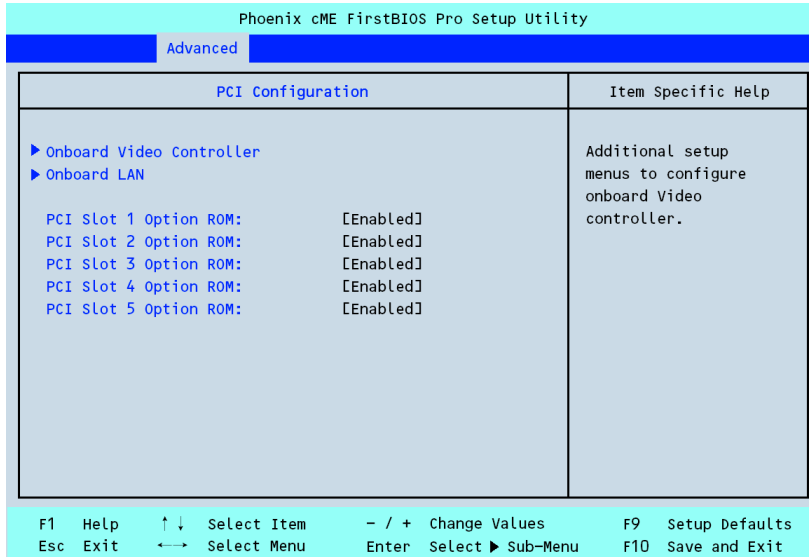 Phoenix cME FirstBIOS Pro Setup Utility
Advanced
PCI Configuration
Item Specific Help
▶ Onboard Video Controller
▶ Onboard LAN
PCI Slot 1 Option ROM: [Enabled]
PCI Slot 2 Option ROM: [Enabled]
PCI Slot 3 Option ROM: [Enabled]
PCI Slot 4 Option ROM: [Enabled]
PCI Slot 5 Option ROM: [Enabled]
Additional setup
menus to configure
onboard Video
controller.
F1 Help ↑↓ Select Item - / + Change Values F9 Setup Defaults
Esc Exit ←→ Select Menu Enter Select ▶ Sub-Menu F10 Save and Exit